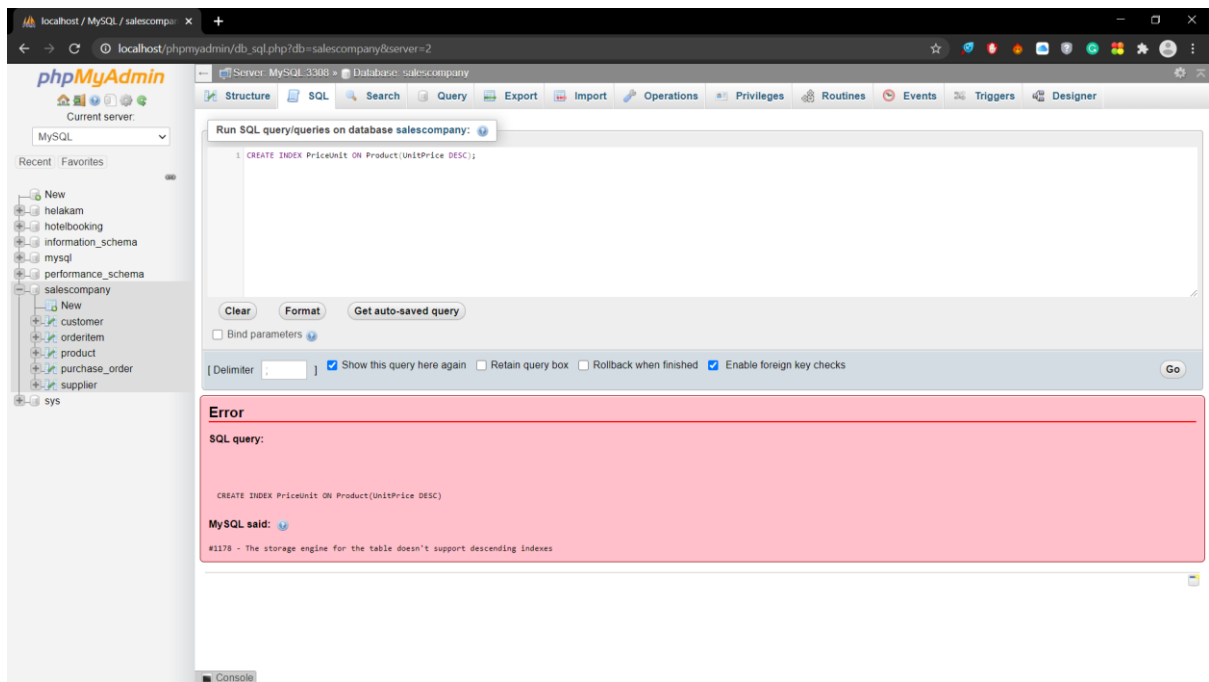 localhost / MySQL / salescompar
localhost/phpmyadmin/db_sql.php?db=salescompany&server=2
phpMyAdmin
Current server:
MySQL
Recent Favorites
New
helakam
hotelbooking
information_schema
mysql
performance_schema
salescompany
New
customer
orderitem
product
purchase_order
supplier
sys
Server: MySQL:3308 » Database: salescompany
Structure SQL Search Query Export Import Operations Privileges Routines Events Triggers Designer
Run SQL query/queries on database salescompany:
1 CREATE INDEX PriceUnit ON Product(UnitPrice DESC);
Clear Format Get auto-saved query
Bind parameters
[ Delimiter ; ] Show this query here again Retain query box Rollback when finished Enable foreign key checks Go
Error
SQL query:
CREATE INDEX PriceUnit ON Product(UnitPrice DESC)
MySQL said:
#1178 - The storage engine for the table doesn't support descending indexes
Console